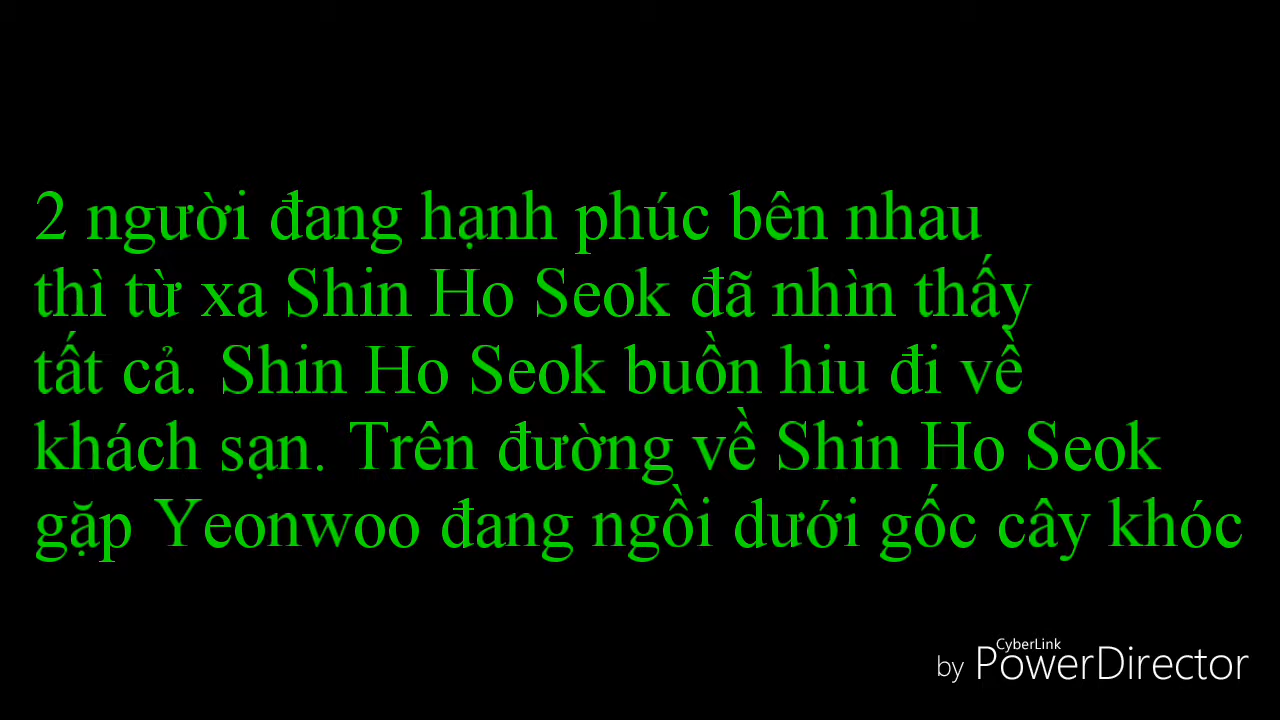 2 người đang hạnh phúc bên nhau
thì từ xa Shin Ho Seok đã nhìn thấy
tất cả. Shin Ho Seok buồn hiu đi về
khách sạn. Trên đường về Shin Ho Seok
gặp Yeonwoo đang ngồi dưới gốc cây khóc
CyberLink
by PowerDirector